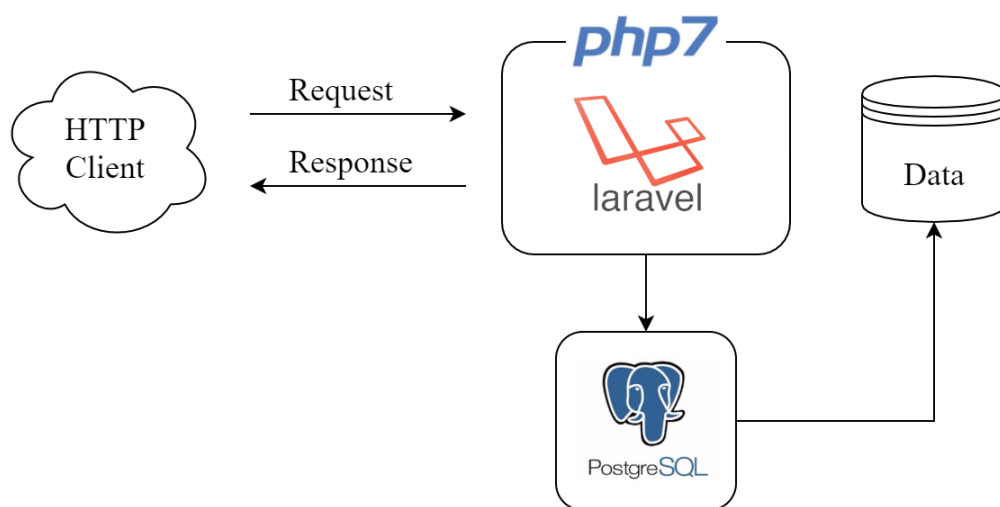 HTTP
Client
Request
Response
php7
laravel
Data
PostgreSQL